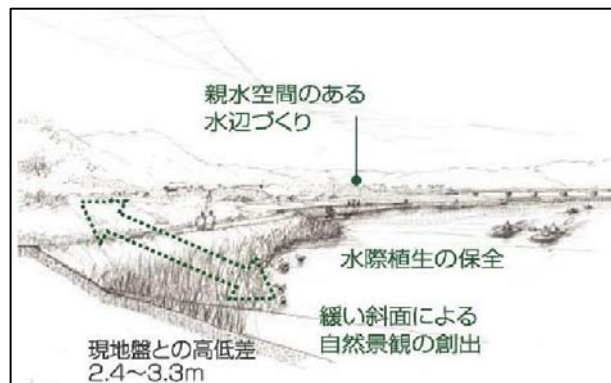 親水空間のある
水辺づくり
水際植生の保全
緩い斜面による
自然景観の創出
現地盤との高低差
2.4～3.3m